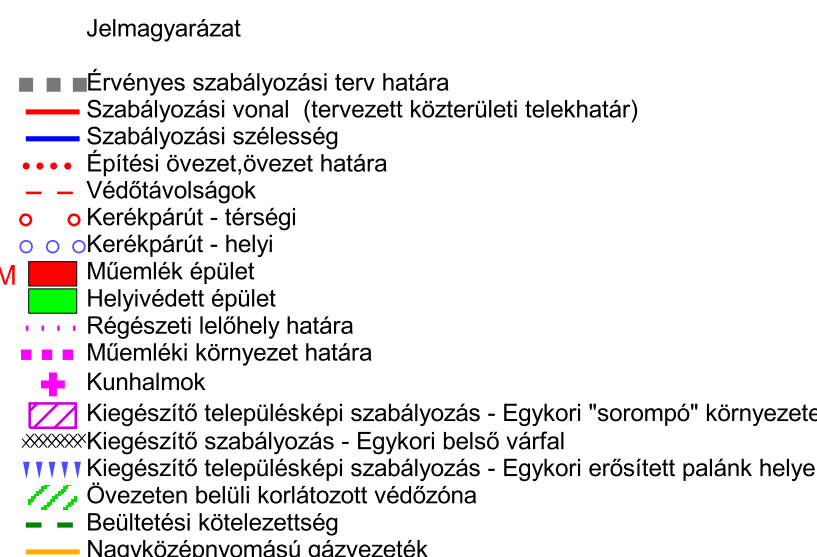 Jelmagyarázat
Érvényes szabályozási terv határa
Szabályozási vonal (tervezett közterületi telekhatár)
Szabályozási szélesség
Építési övezet,övezet határa
Védőtávolságok
Kerékpárút - térségi
Kerékpárút - helyi
M Műemlék épület
Helyivédett épület
Régészeti lelőhely határa
Műemléki környezet határa
Kunhalmok
Kiegészítő településképi szabályozás - Egykori "sorompó" környezete
Kiegészítő szabályozás - Egykori belső várfal
Kiegészítő településképi szabályozás - Egykori erősített palánk helye
Övezeten belüli korlátozott védőzóna
Beültetési kötelezettség
Nagyközépnyomású gázvezeték